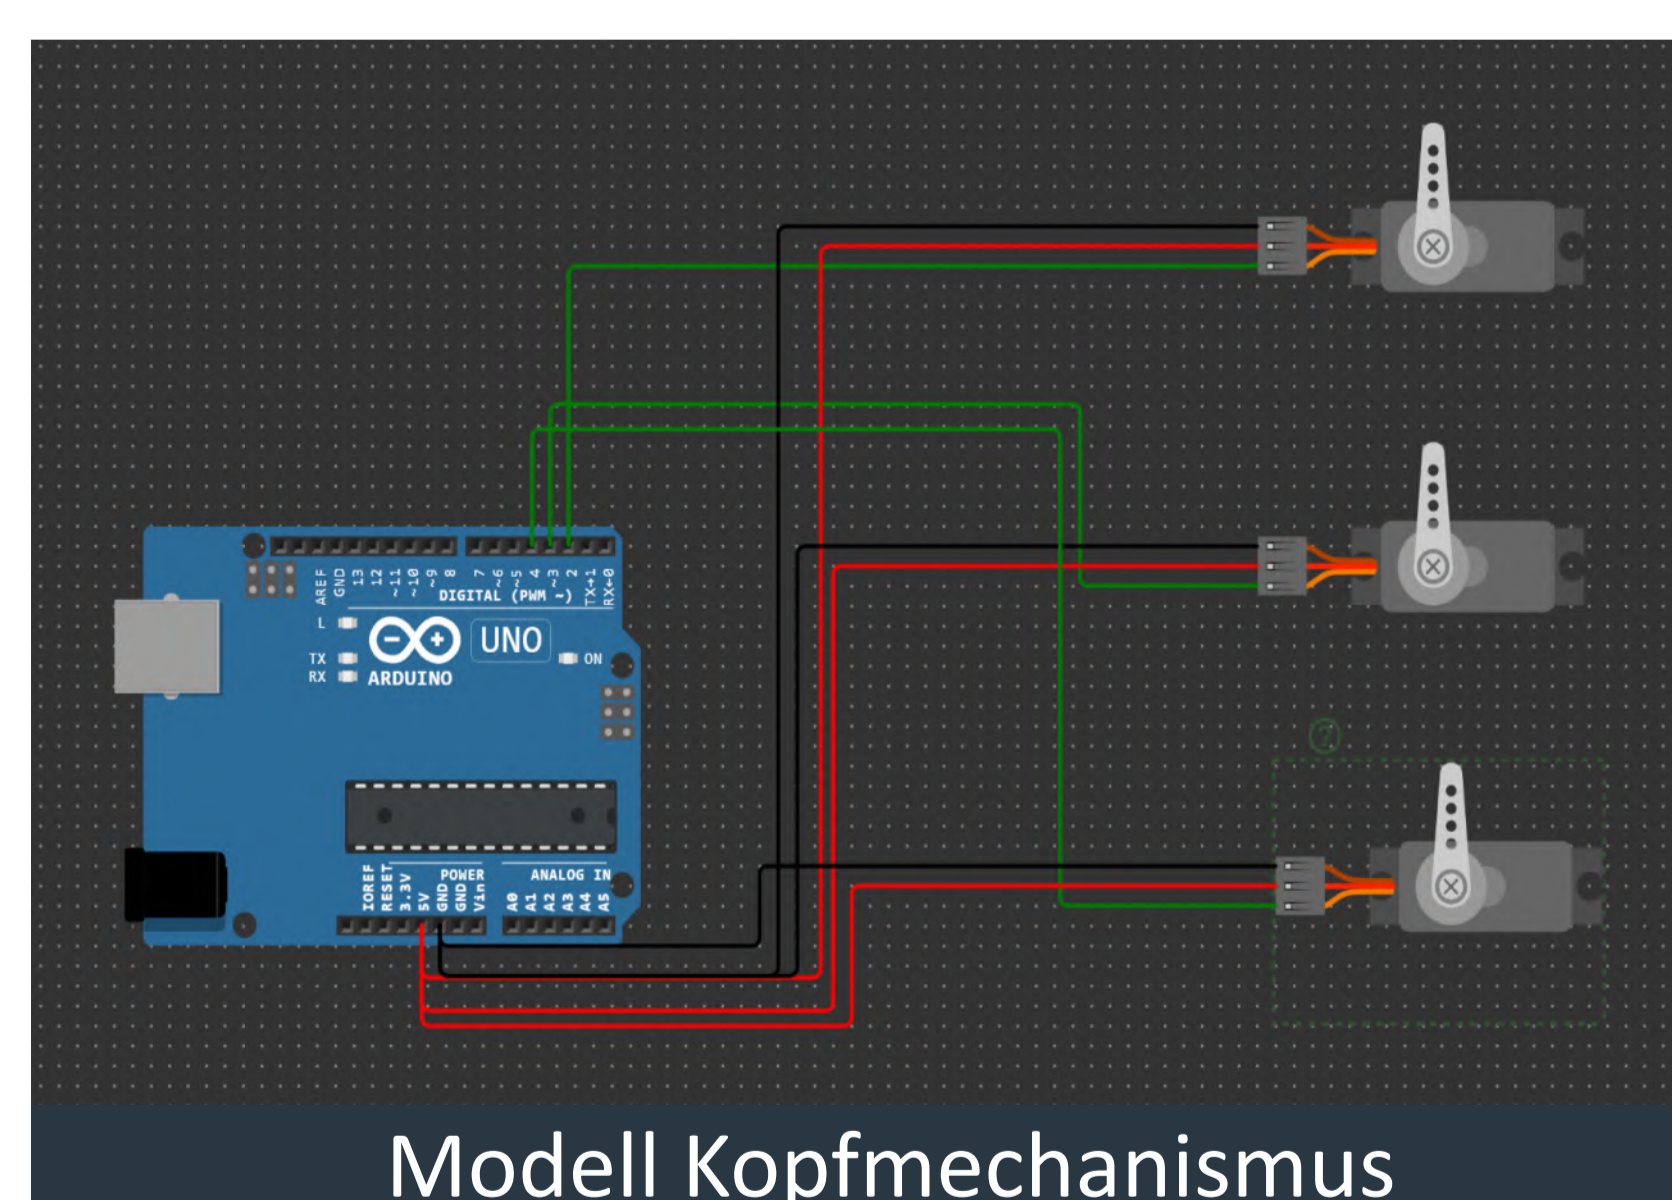 AREF
GND
13
12
~11
~10
~9
8
7
~6
~5
4
~3
2
TX→1
RX←0
DIGITAL (PWM ~)
L
TX
RX
UNO
ARDUINO
ON
IOREF
RESET
3.3V
5V
GND
GND
Vin
POWER
ANALOG IN
A0
A1
A2
A3
A4
A5
?
Modell Kopfmechanismus